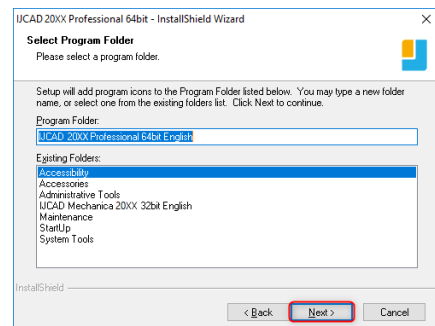 IJCAD 20XX Professional 64bit - InstallShield Wizard
Select Program Folder
Please select a program folder.
Setup will add program icons to the Program Folder listed below. You may type a new folder
name, or select one from the existing folders list. Click Next to continue.
Program Folder:
IJCAD 20XX Professional 64bit English
Existing Folders:
Accessibility
Accessories
Administrative Tools
IJCAD Mechanica 20XX 32bit English
Maintenance
StartUp
System Tools
InstallShield
< Back
Next >
Cancel